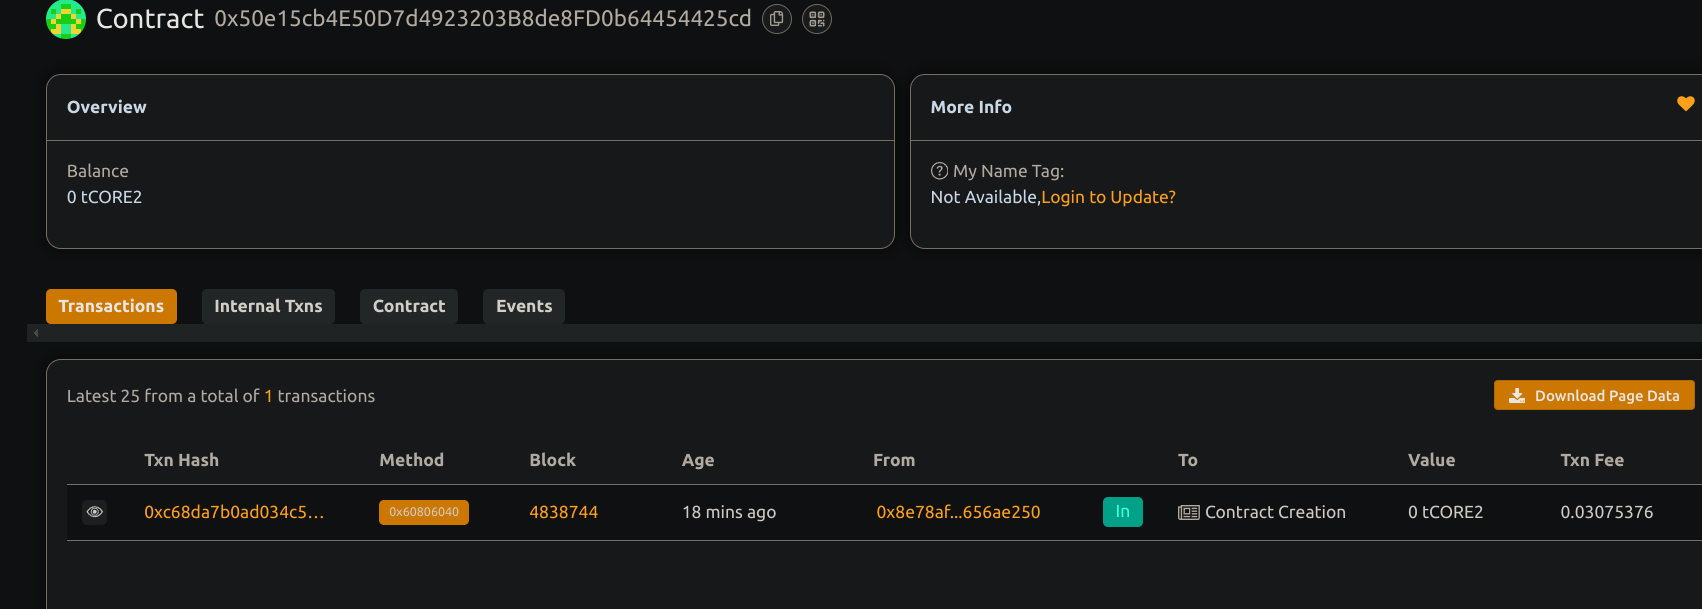 Contract 0x50e15cb4E50D7d4923203B8de8FD0b64454425cd
Overview
Balance
0 tCORE2
More Info
My Name Tag:
Not Available,Login to Update?
Transactions Internal Txns Contract Events
Latest 25 from a total of 1 transactions
Download Page Data
Txn Hash Method Block Age From To Value Txn Fee
0xc68da7b0ad034c5... 0x60806040 4838744 18 mins ago 0x8e78af...656ae250 In Contract Creation 0 tCORE2 0.03075376